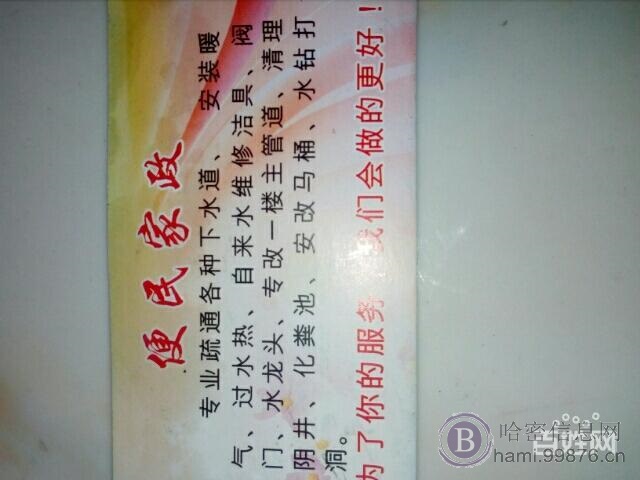 便民家政
专业疏通各种下水道、 安装暖
气、过水热、自来水维修洁具、阀
门、水龙头、专改一楼主管道、清理
阴井、化粪池、安改马桶、水钻打
洞。
为了你的服务 我们会做的更好！
哈密信息网
hami.99876.cn
百姓网